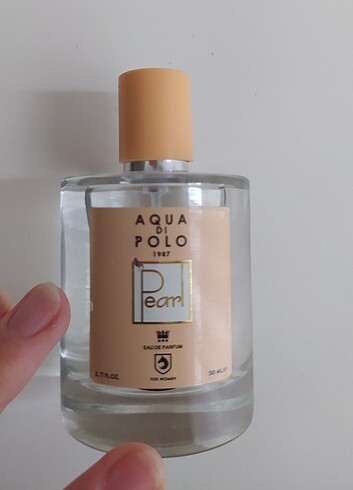 AQUA
DI
POLO
1987
Pearl
EAU DE PARFUM
FOR WOMEN
1.7 FL.OZ
50 ML.